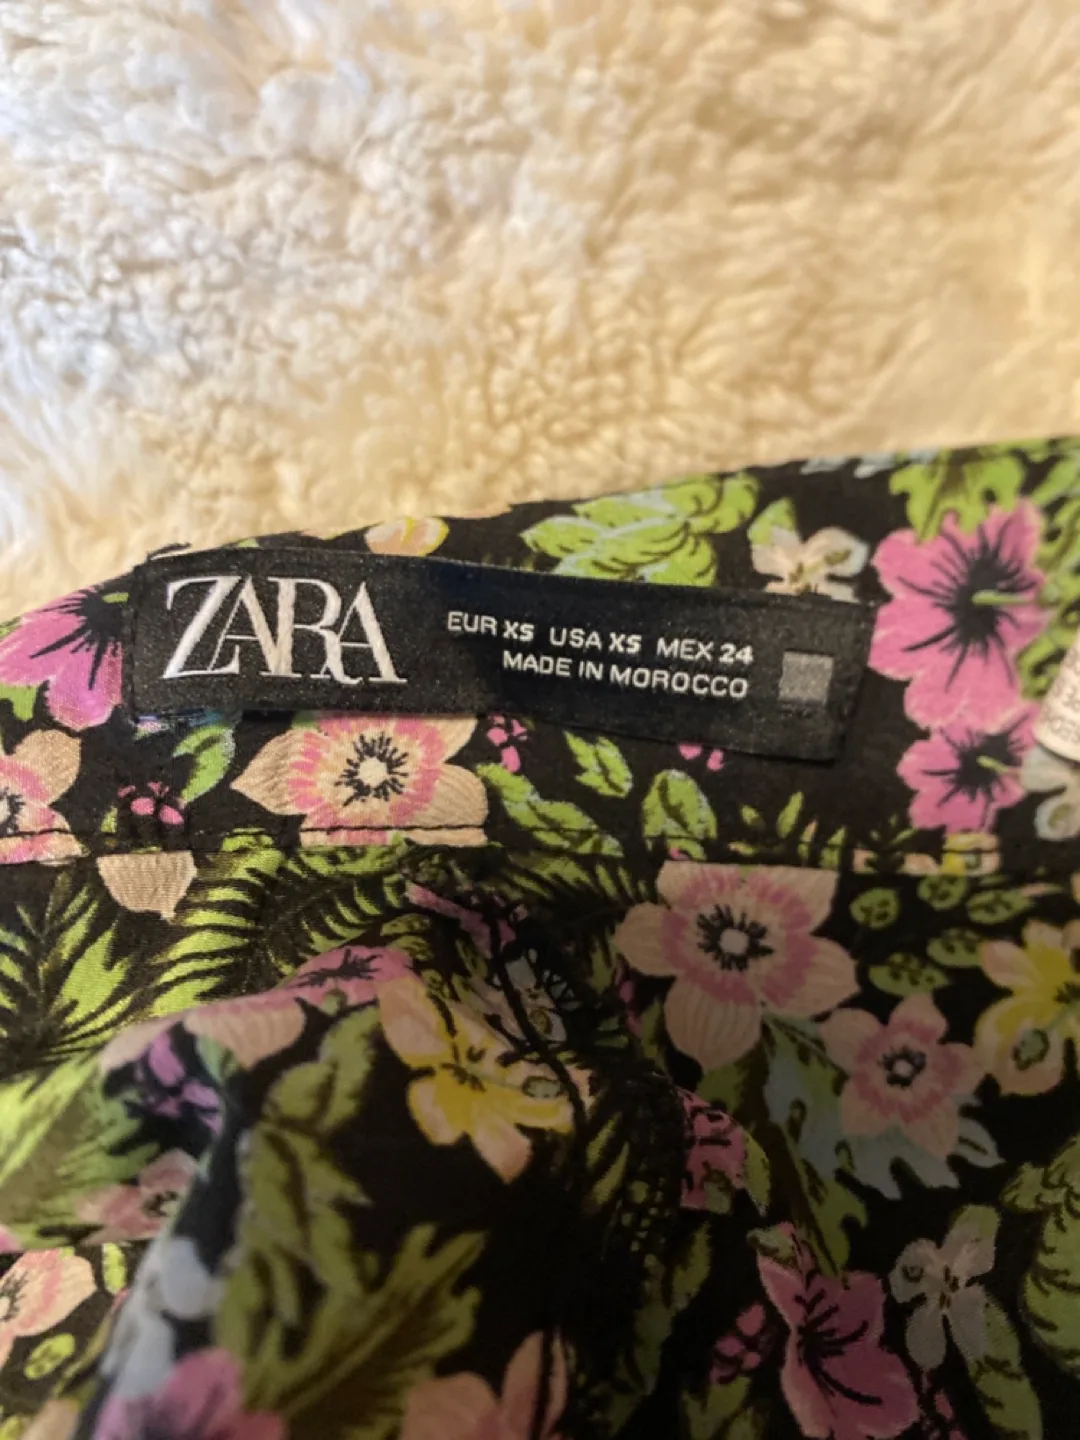 ZARA
EUR XS USA XS MEX 24
MADE IN MOROCCO